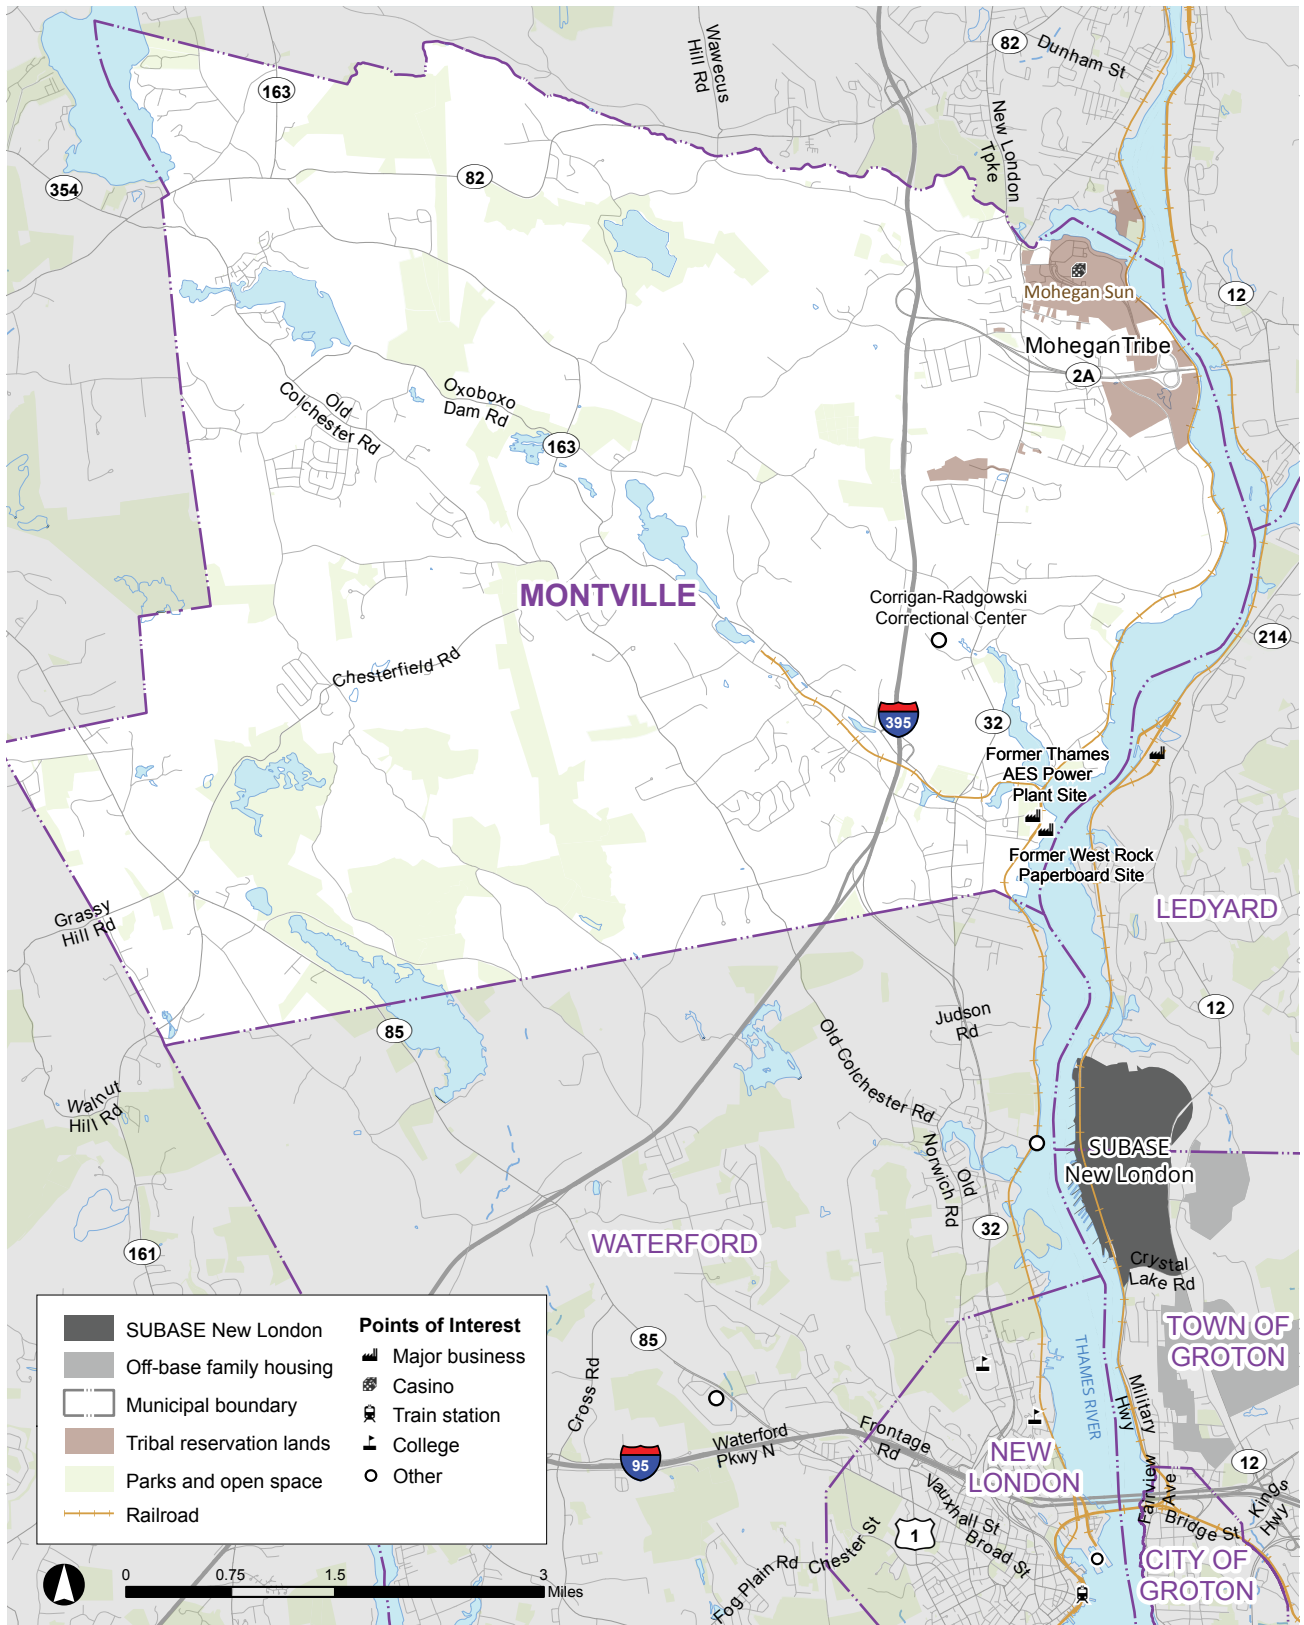 82
Dunham St
Wawecus
Hill Rd
163
New London
Tpke
354
82
12
Mohegan Sun
Mohegan Tribe
2A
Old
Colchester Rd
Oxoboxo
Dam Rd
163
MONTVILLE
Corrigan-Radgowski
Correctional Center
214
Chesterfield Rd
395
32
Former Thames
AES Power
Plant Site
Former West Rock
Paperboard Site
LEDYARD
Grassy
Hill Rd
12
85
Judson
Rd
Old Colchester Rd
Walnut
Hill Rd
Old
Norwich Rd
SUBASE
New London
32
WATERFORD
161
Crystal
Lake Rd
TOWN OF
GROTON
85
THAMES RIVER
Military
Hwy
Cross Rd
Waterford
Pkwy N
Frontage
Rd
95
NEW
LONDON
12
Fairview
Ave
Kings
Hwy
Vauxhall St
Broad St
Bridge St
1
Chester St
Fog Plain Rd
CITY OF
GROTON
SUBASE New London
Off-base family housing
Municipal boundary
Tribal reservation lands
Parks and open space
Railroad
Points of Interest
Major business
Casino
Train station
College
Other
0 0.75 1.5 3
Miles